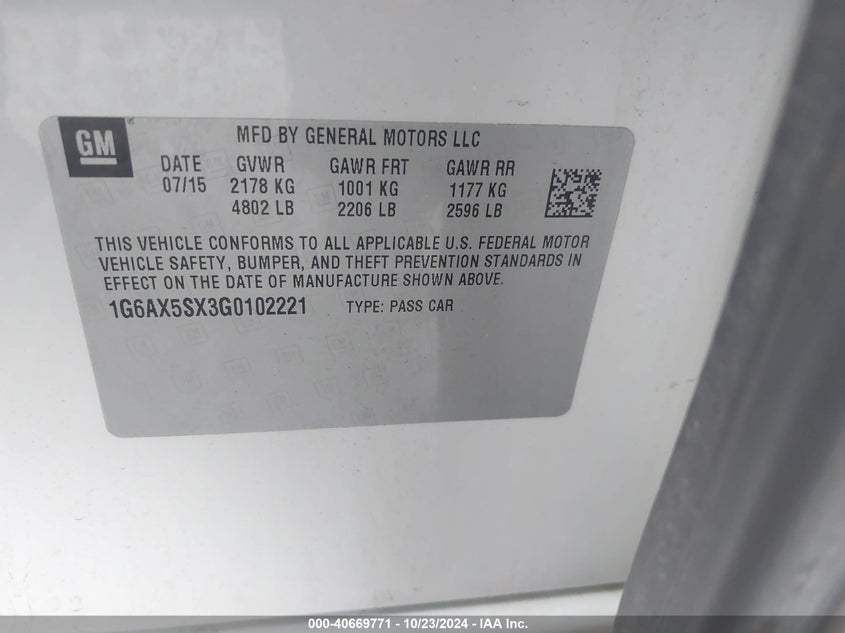 GM
MFD BY GENERAL MOTORS LLC
DATE GVWR GAWR FRT GAWR RR
07/15 2178 KG 1001 KG 1177 KG
4802 LB 2206 LB 2596 LB
THIS VEHICLE CONFORMS TO ALL APPLICABLE U.S. FEDERAL MOTOR
VEHICLE SAFETY, BUMPER, AND THEFT PREVENTION STANDARDS IN
EFFECT ON THE DATE OF MANUFACTURE SHOWN ABOVE.
1G6AX5SX3G0102221 TYPE: PASS CAR
000-40669771 - 10/23/2024 - IAA Inc.